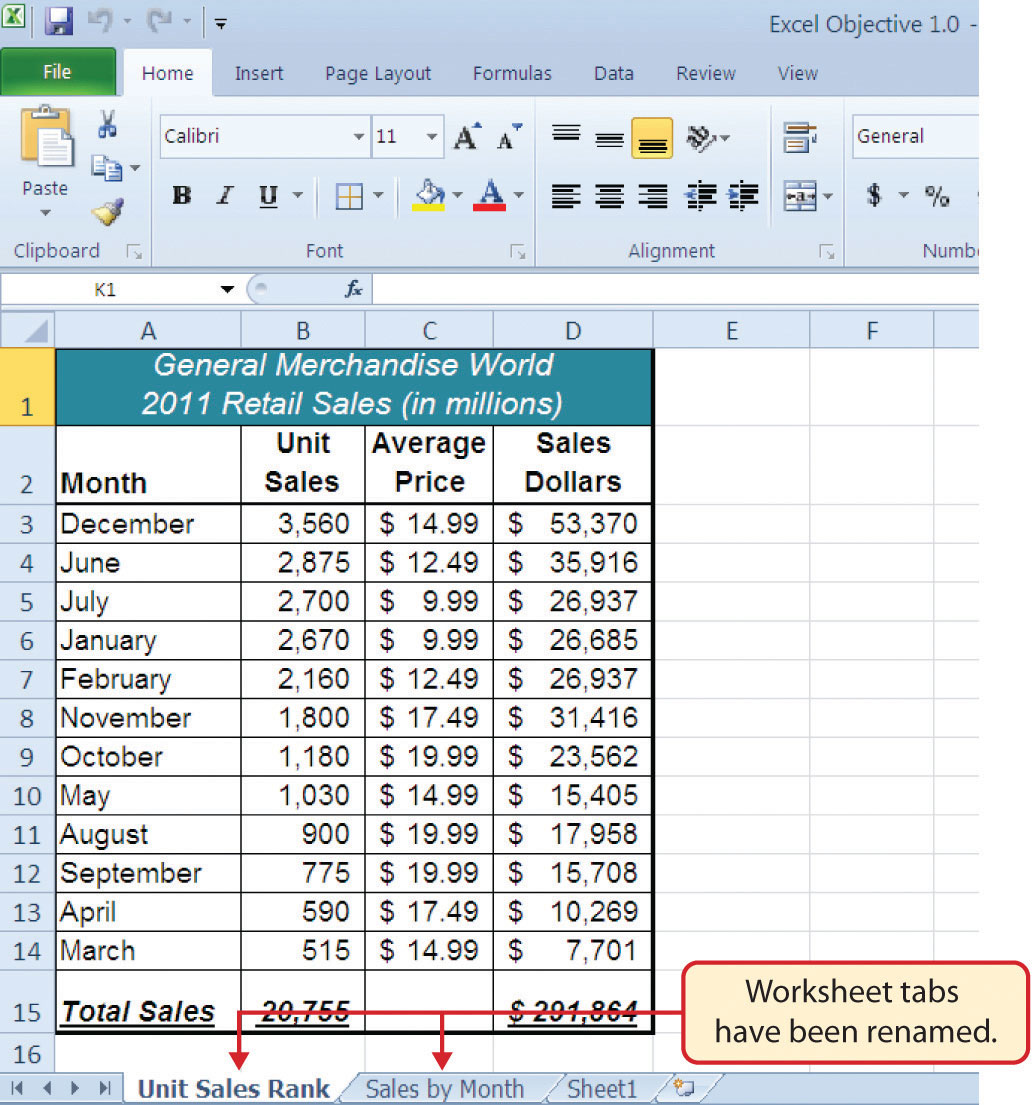 Excel Objective 1.0 -
File Home Insert Page Layout Formulas Data Review View
Calibri 11 A A General
Paste B I U A a $ %
Clipboard Font Alignment Numb
K1 fx
A B C D E F
General Merchandise World
1 2011 Retail Sales (in millions)
Unit Average Sales
2 Month Sales Price Dollars
3 December 3,560 $ 14.99 $ 53,370
4 June 2,875 $ 12.49 $ 35,916
5 July 2,700 $ 9.99 $ 26,937
6 January 2,670 $ 9.99 $ 26,685
7 February 2,160 $ 12.49 $ 26,937
8 November 1,800 $ 17.49 $ 31,416
9 October 1,180 $ 19.99 $ 23,562
10 May 1,030 $ 14.99 $ 15,405
11 August 900 $ 19.99 $ 17,958
12 September 775 $ 19.99 $ 15,708
13 April 590 $ 17.49 $ 10,269
14 March 515 $ 14.99 $ 7,701
15 Total Sales 20,755 $ 291,864
16
Worksheet tabs
have been renamed.
Unit Sales Rank Sales by Month Sheet1